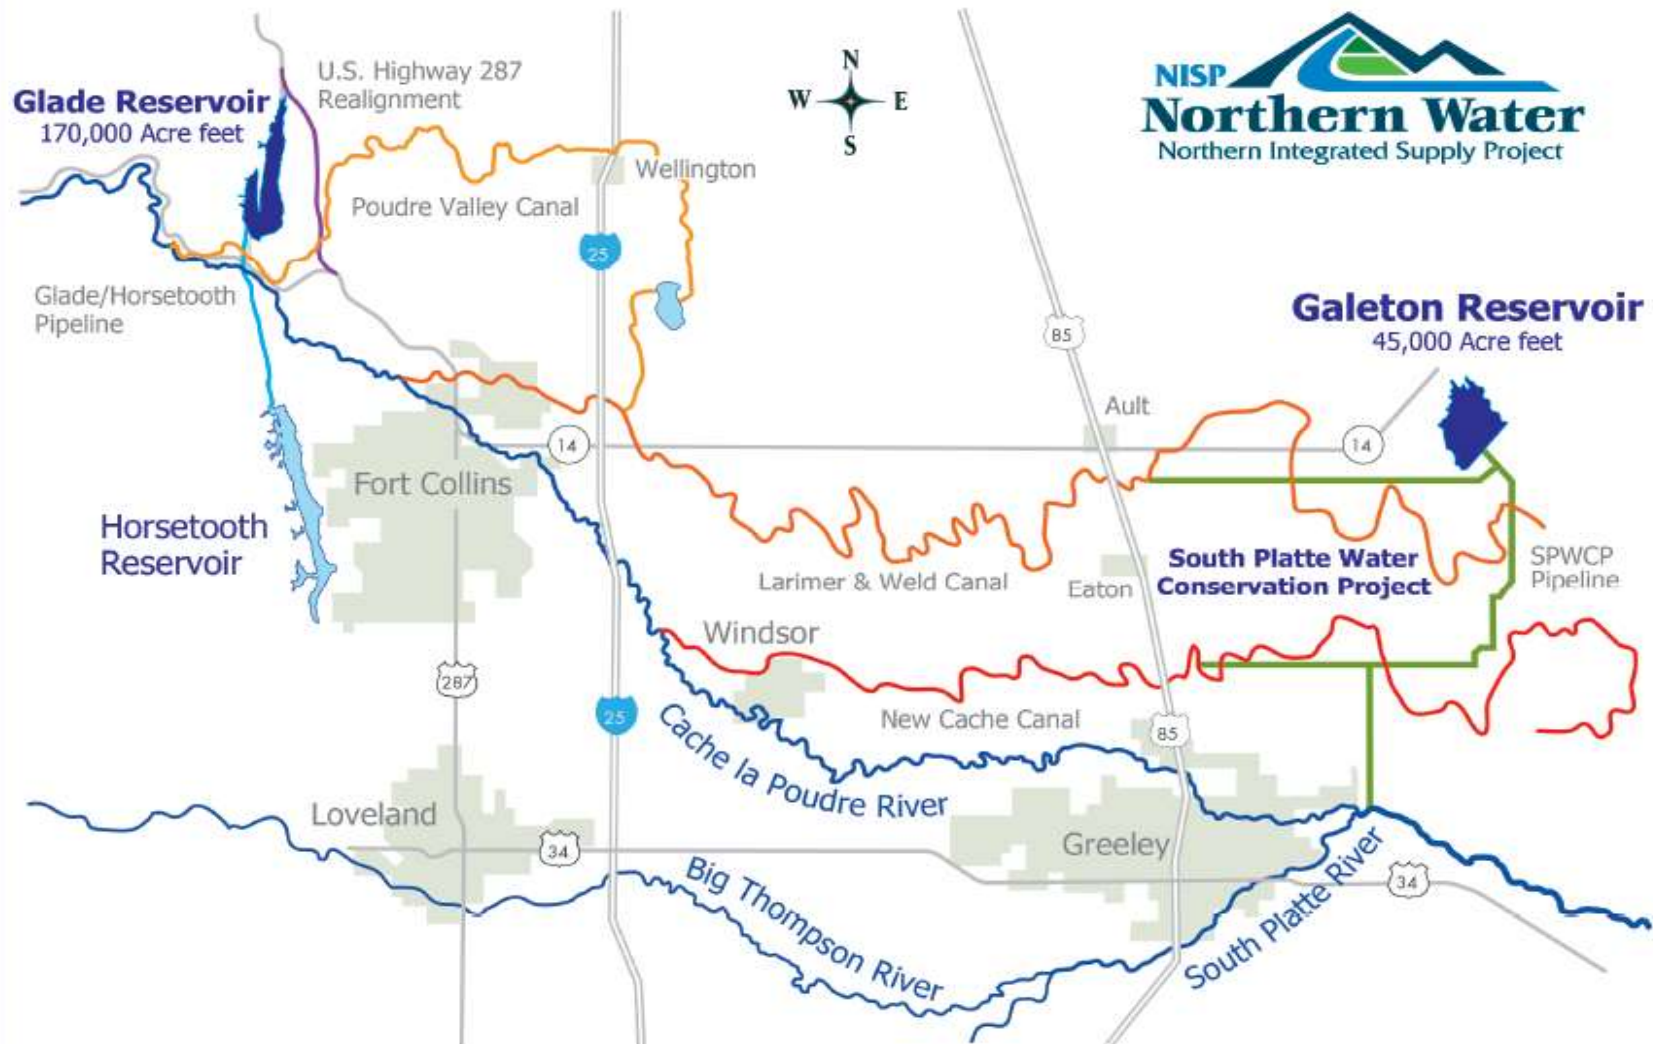 U.S. Highway 287
Realignment
Glade Reservoir
170,000 Acre feet
N
W
E
S
NISP
Northern Water
Northern Integrated Supply Project
Wellington
Poudre Valley Canal
25
Glade/Horsetooth
Pipeline
Galeton Reservoir
45,000 Acre feet
85
Ault
14
14
Fort Collins
Horsetooth
Reservoir
Larimer & Weld Canal
Eaton
South Platte Water
Conservation Project
SPWCP
Pipeline
Windsor
287
25
New Cache Canal
85
Cache la Poudre River
Loveland
34
Greeley
Big Thompson River
South Platte River
34